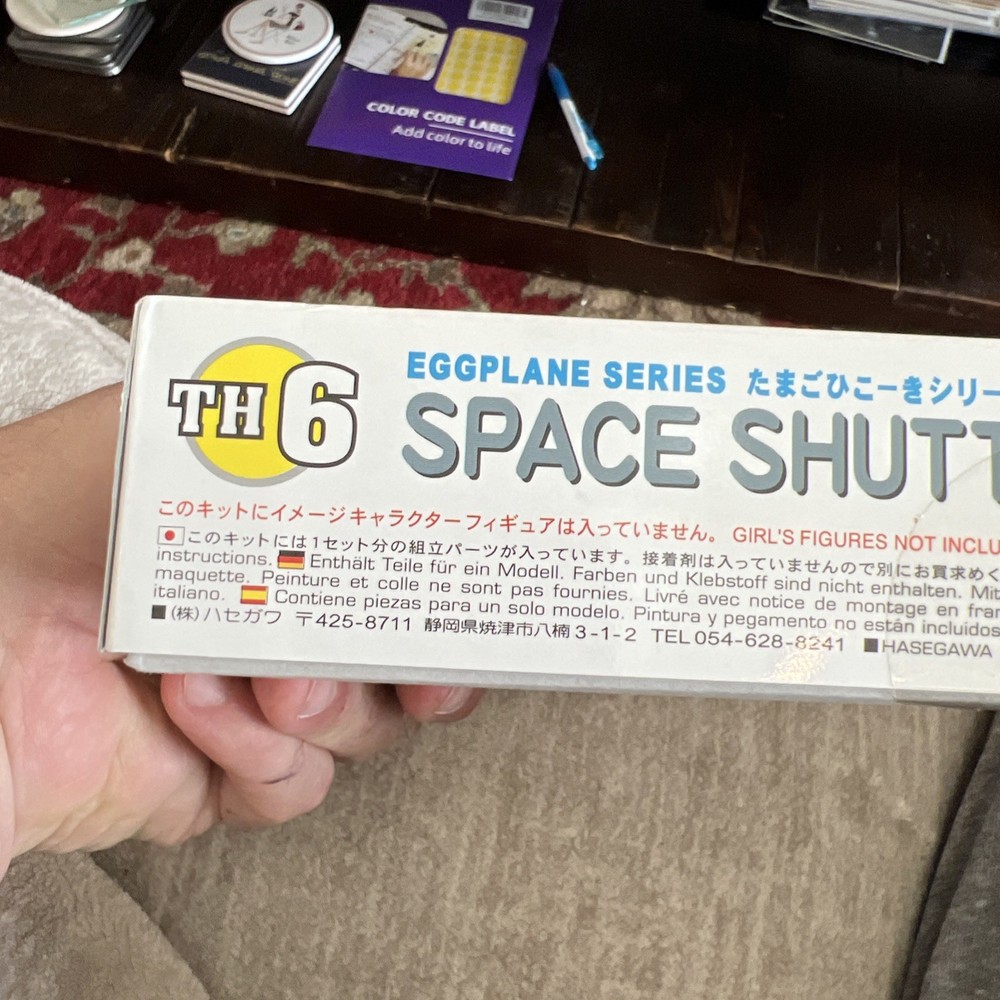 COLOR CODE LABEL
Add color to life
TH6
EGGPLANE SERIES たまごひこーきシリー
SPACE SHUTT
このキットにイメージキャラクターフィギュアは入っていません。 GIRL'S FIGURES NOT INCLU
このキットには1セット分の組立パーツが入っています。接着剤は入っていませんので別にお買求めく
instructions. Enthält Teile für ein Modell. Farben und Klebstoff sind nicht enthalten. Mit
maquette. Peinture et colle ne sont pas fournies. Livré avec notice de montage en fran
italiano. Contiene piezas para un solo modelo. Pintura y pegamento no están incluidos
■(株)ハセガワ 〒425-8711 静岡県焼津市八楠3-1-2 TEL 054-628-8241 ■HASEGAWA